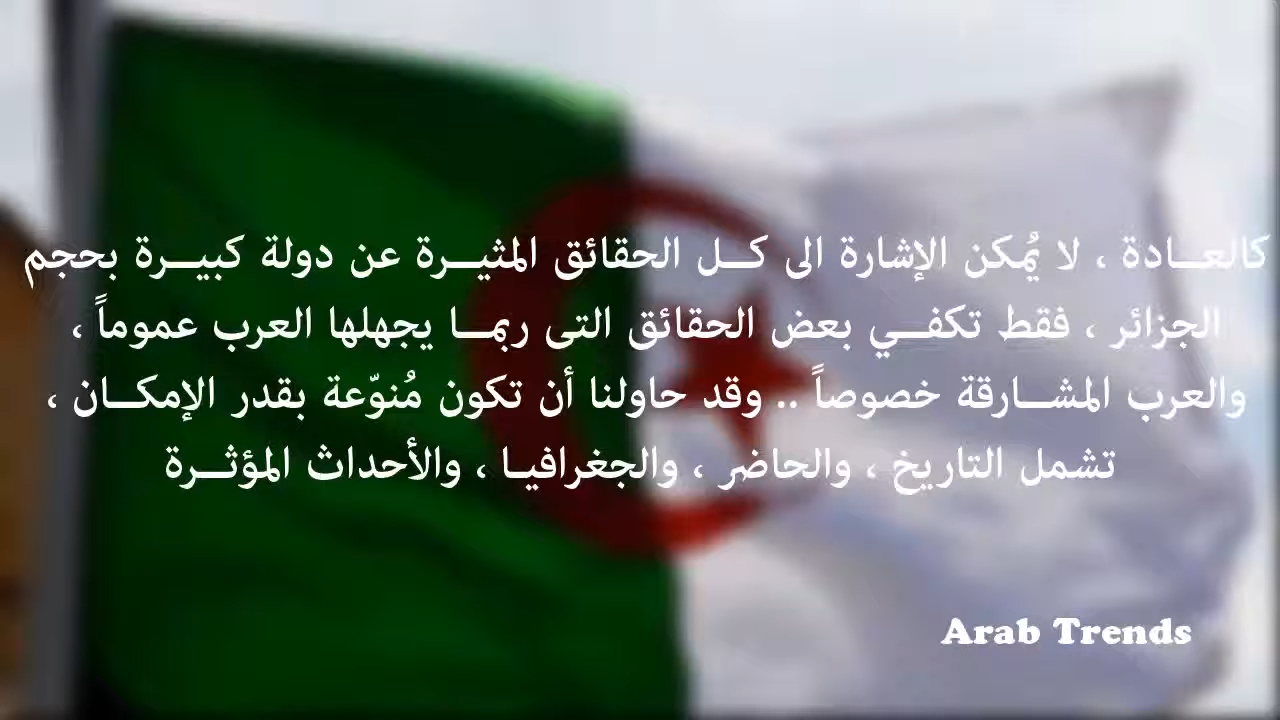 كالعـــادة ، لا يُمكن الإشارة الى كـــل الحقائق المثيـــرة عن دولة كبيـــرة بحجم
الجزائر ، فقط تكفـــي بعض الحقائق التى ربمـــا يجهلها العرب عموماً ،
والعرب المشـــارقة خصوصاً .. وقد حاولنا أن تكون مُنوّعة بقدر الإمكـــان ،
تشمل التاريخ ، والحاضر ، والجغرافيـا ، والأحداث المؤثـــرة
Arab Trends